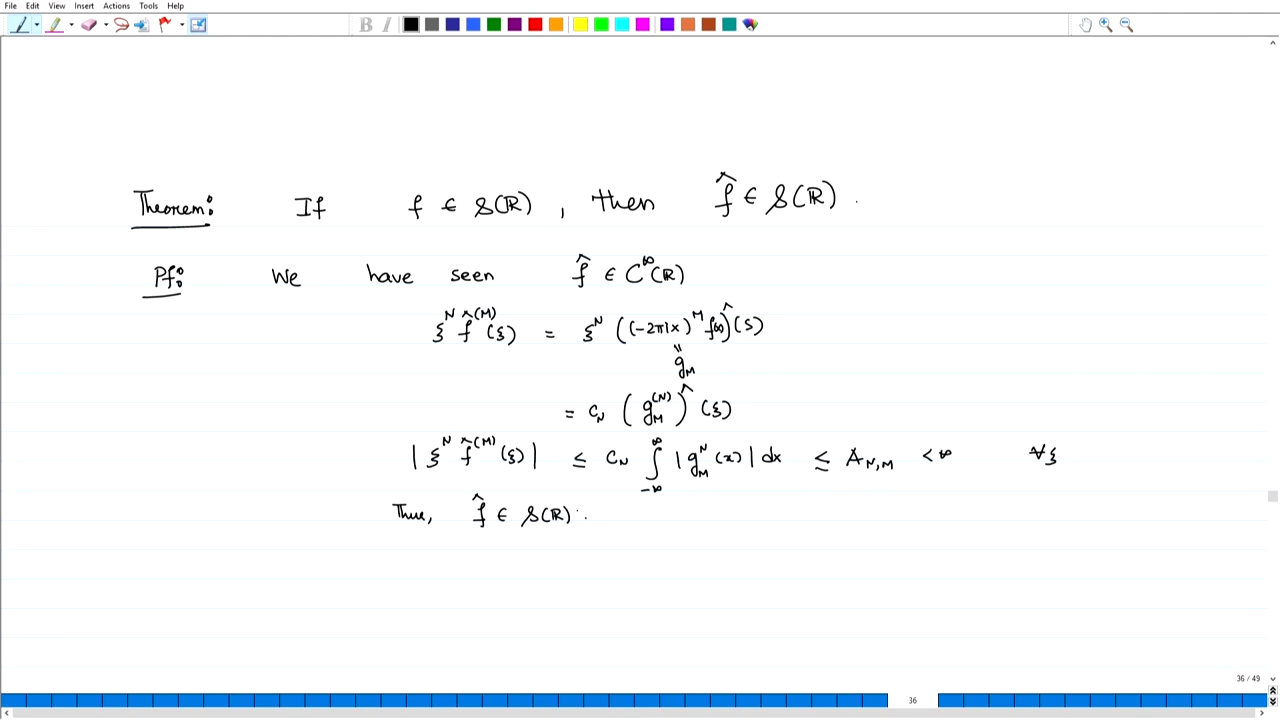 File Edit View Insert Actions Tools Help
B I
Theorem: If f ∈ S(ℝ), then f̂ ∈ S(ℝ).
Pf: We have seen f̂ ∈ C^∞(ℝ)
ξ^N f̂^(M)(ξ) = ξ^N ((-2πix)^M f(x))^(ξ)
"
g_M
= c_N (g_M^(N))^(ξ)
|ξ^N f̂^(M)(ξ)| ≤ c_N ∫_{-∞}^{∞} |g_M^N(x)| dx ≤ A_{N,M} < ∞ ∀ξ
Thus, f̂ ∈ S(ℝ).
36 / 49
36